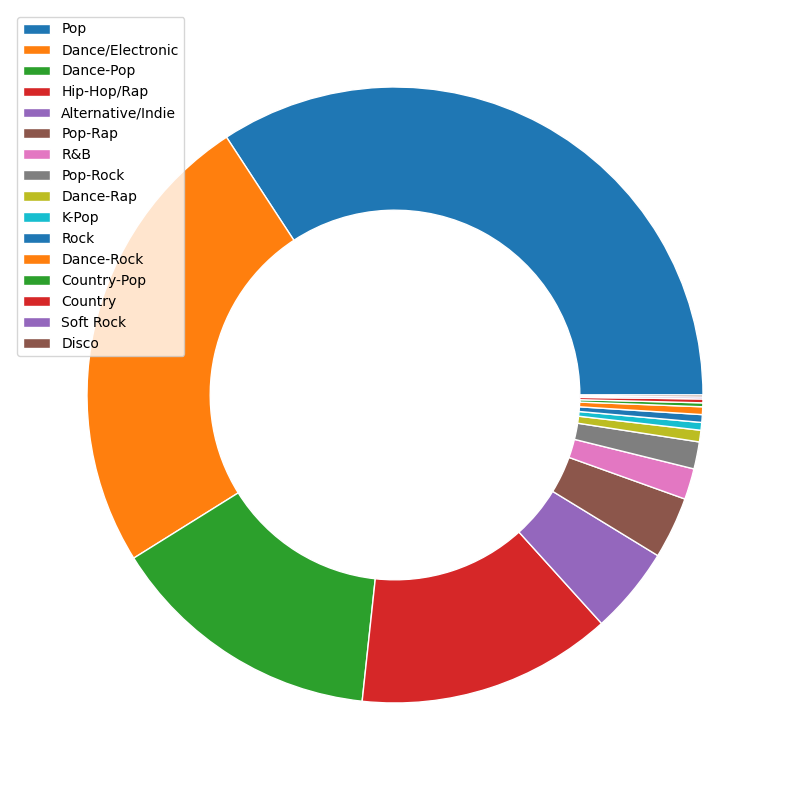 Pop
Dance/Electronic
Dance-Pop
Hip-Hop/Rap
Alternative/Indie
Pop-Rap
R&B
Pop-Rock
Dance-Rap
K-Pop
Rock
Dance-Rock
Country-Pop
Country
Soft Rock
Disco